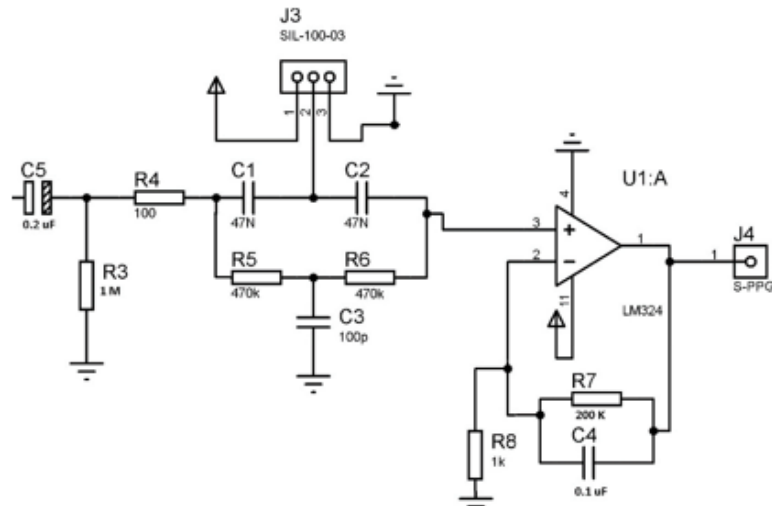 J3
SIL-100-03
1
2
3
C5
0.2 uF
R4
100
C1
47N
C2
47N
R3
1 M
R5
470k
R6
470k
C3
100p
4
U1:A
3
2
1
11
LM324
1
J4
S-PPG
R7
200 K
C4
0.1 uF
R8
1k